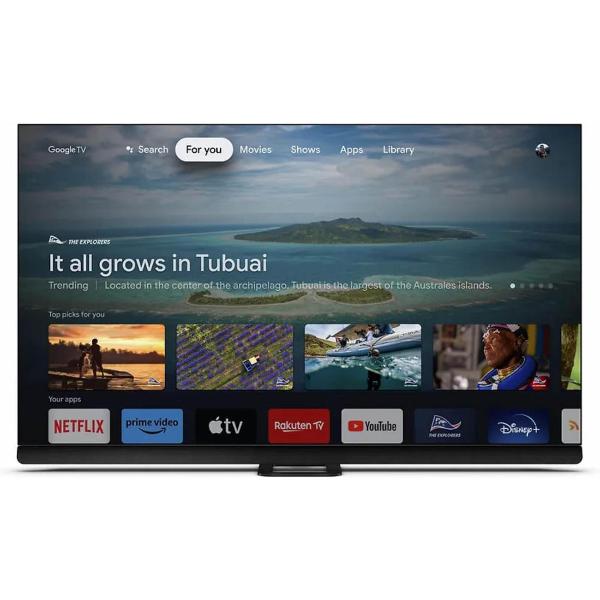 Google TV
Search
For you
Movies
Shows
Apps
Library
THE EXPLORERS
It all grows in Tubuai
Trending | Located in the center of the archipelago, Tubuai is the largest of the Australes islands.
Top picks for you
Your apps
NETFLIX
prime video
tv
Rakuten TV
YouTube
THE EXPLORERS
Disney+